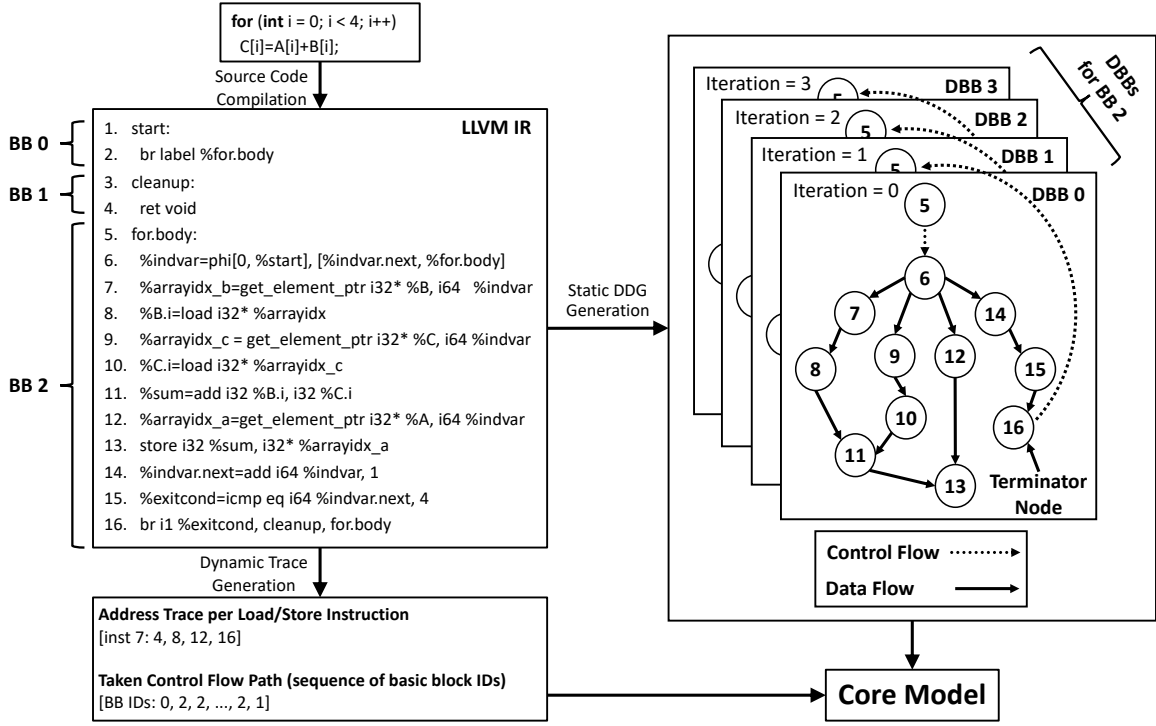 for (int i = 0; i < 4; i++)
C[i]=A[i]+B[i];
Source Code
Compilation
LLVM IR
BB 0
1. start:
2. br label %for.body
BB 1
3. cleanup:
4. ret void
BB 2
5. for.body:
6. %indvar=phi[0, %start], [%indvar.next, %for.body]
7. %arrayidx_b=get_element_ptr i32* %B, i64 %indvar
8. %B.i=load i32* %arrayidx
9. %arrayidx_c = get_element_ptr i32* %C, i64 %indvar
10. %C.i=load i32* %arrayidx_c
11. %sum=add i32 %B.i, i32 %C.i
12. %arrayidx_a=get_element_ptr i32* %A, i64 %indvar
13. store i32 %sum, i32* %arrayidx_a
14. %indvar.next=add i64 %indvar, 1
15. %exitcond=icmp eq i64 %indvar.next, 4
16. br i1 %exitcond, cleanup, for.body
Dynamic Trace
Generation
Address Trace per Load/Store Instruction
[inst 7: 4, 8, 12, 16]
Taken Control Flow Path (sequence of basic block IDs)
[BB IDs: 0, 2, 2, ..., 2, 1]
Static DDG
Generation
DBBs
for BB 2
Iteration = 3
DBB 3
5
Iteration = 2
DBB 2
5
Iteration = 1
DBB 1
5
Iteration = 0
DBB 0
5
6
7
14
9
12
8
15
10
16
11
13
Terminator
Node
Control Flow
Data Flow
Core Model